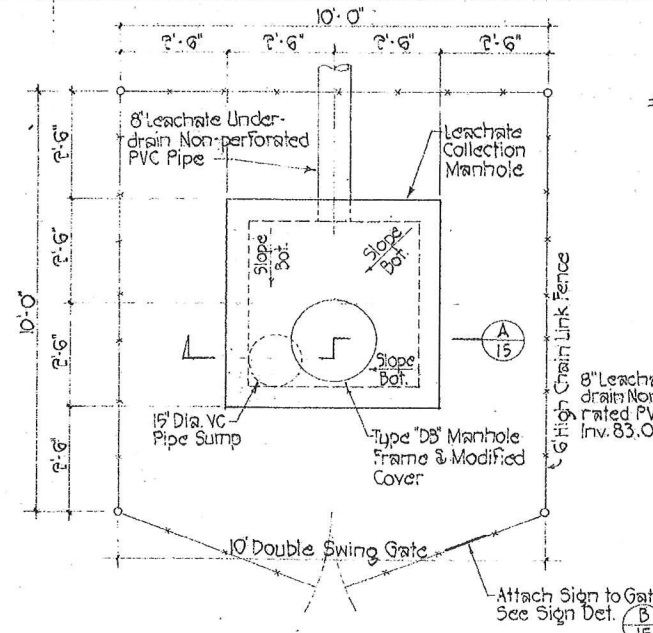 10'-0"
2'-6" 2'-6" 2'-6" 2'-6"
8" Leachate Under-
drain Non-perforated
PVC Pipe
Leachate
Collection
Manhole
2'-6"
2'-6"
2'-6"
2'-6"
10'-0"
Slope
Bot.
Slope
Bot.
Slope
Bot.
A
15
6' High Chain Link Fence
8" Leacha
drain Non
rated PV
Inv. 83.0
15" Dia. VC
Pipe Sump
Type "DB" Manhole
Frame & Modified
Cover
10' Double Swing Gate
Attach Sign to Gat
See Sign Det.
B
15